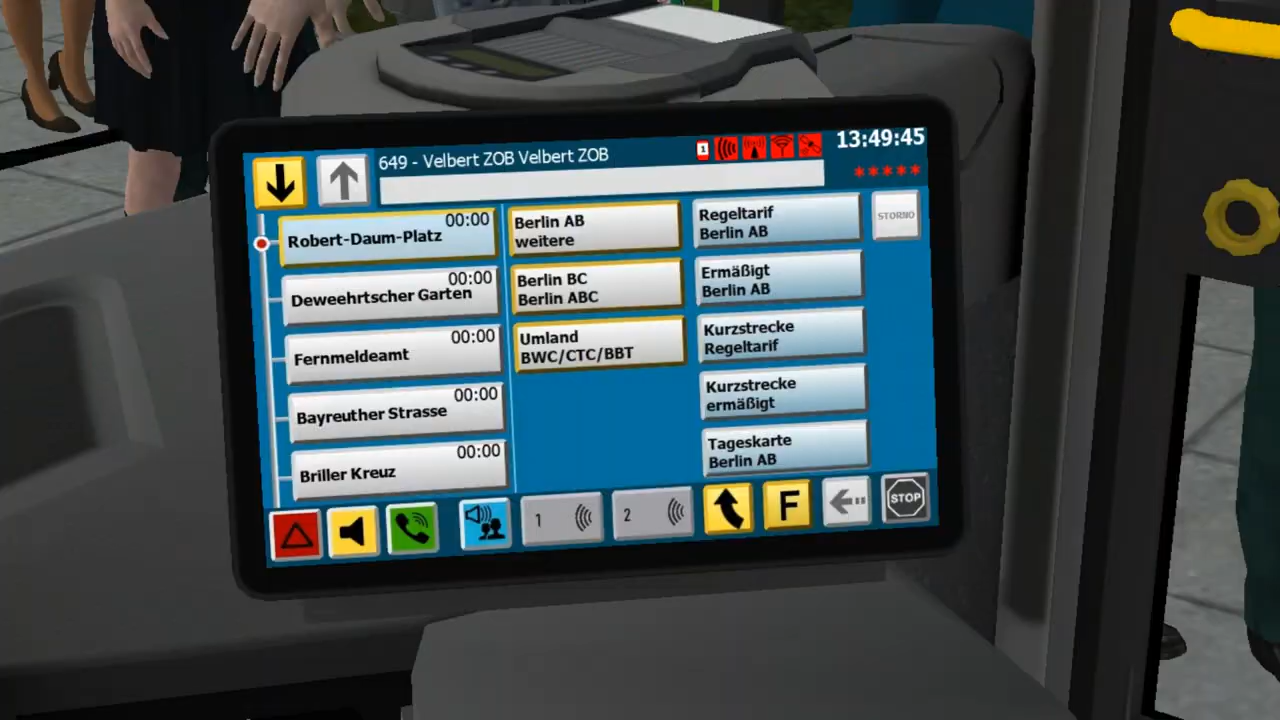 649 - Velbert ZOB Velbert ZOB
1
13:49:45
*****
00:00
Robert-Daum-Platz
00:00
Deweehrtscher Garten
00:00
Fernmeldeamt
00:00
Bayreuther Strasse
00:00
Briller Kreuz
Berlin AB
weitere
Berlin BC
Berlin ABC
Umland
BWC/CTC/BBT
Regeltarif
Berlin AB
Ermäßigt
Berlin AB
Kurzstrecke
Regeltarif
Kurzstrecke
ermäßigt
Tageskarte
Berlin AB
STORNO
1
2
F
STOP